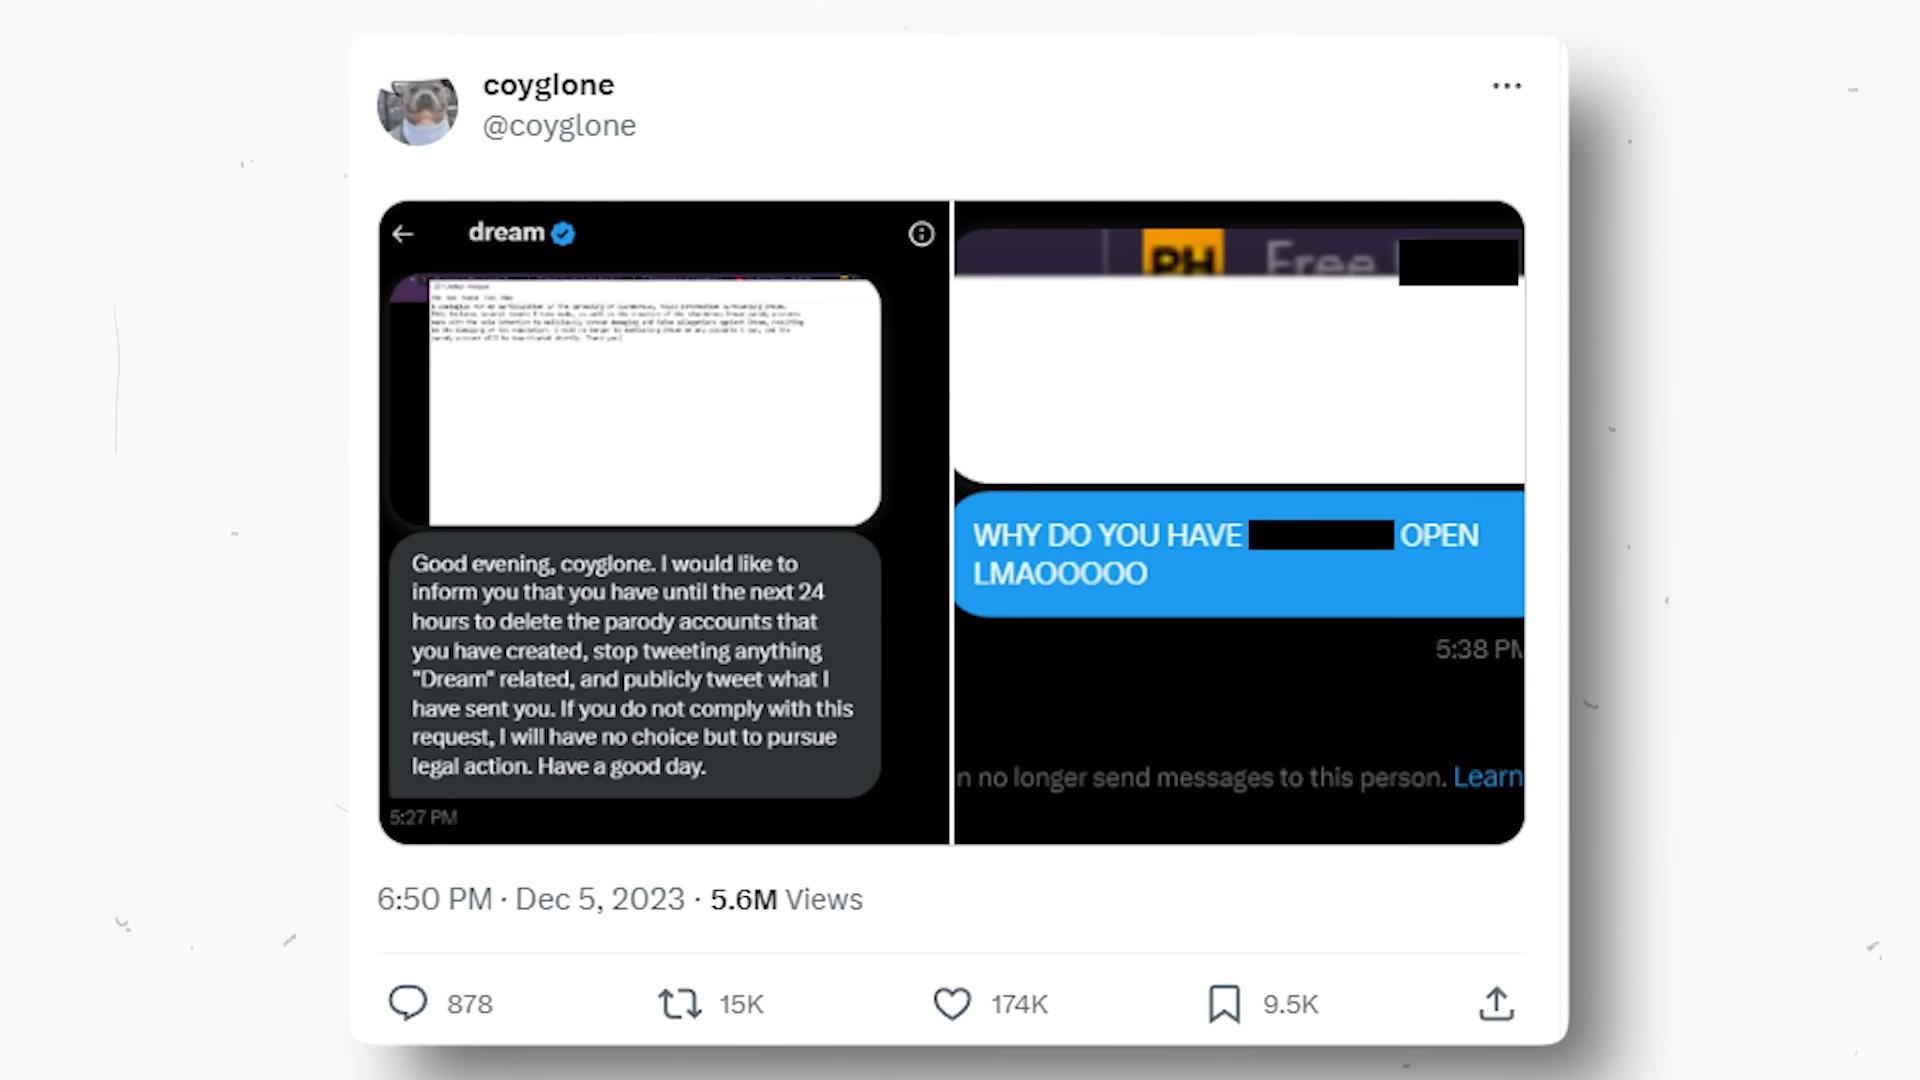 coyglone
@coyglone
dream
Good evening, coyglone. I would like to
inform you that you have until the next 24
hours to delete the parody accounts that
you have created, stop tweeting anything
"Dream" related, and publicly tweet what I
have sent you. If you do not comply with this
request, I will have no choice but to pursue
legal action. Have a good day.
5:27 PM
PH Free
WHY DO YOU HAVE OPEN
LMAOOOOO
5:38 PM
n no longer send messages to this person. Learn
6:50 PM · Dec 5, 2023 · 5.6M Views
878 15K 174K 9.5K